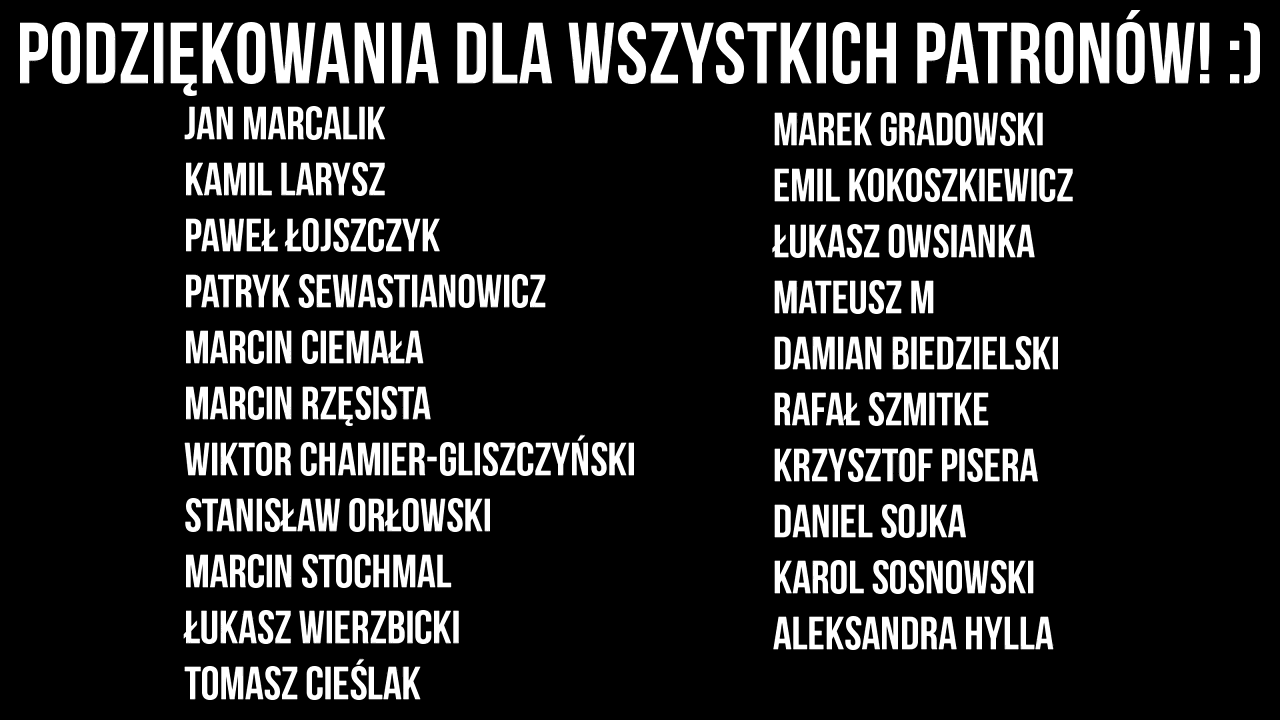 PODZIĘKOWANIA DLA WSZYSTKICH PATRONÓW! :)
JAN MARCALIK
KAMIL LARYSZ
PAWEŁ ŁOJSZCZYK
PATRYK SEWASTIANOWICZ
MARCIN CIEMAŁA
MARCIN RZĘSISTA
WIKTOR CHAMIER-GLISZCZYŃSKI
STANISŁAW ORŁOWSKI
MARCIN STOCHMAL
ŁUKASZ WIERZBICKI
TOMASZ CIEŚLAK
MAREK GRADOWSKI
EMIL KOKOSZKIEWICZ
ŁUKASZ OWSIANKA
MATEUSZ M
DAMIAN BIEDZIELSKI
RAFAŁ SZMITKE
KRZYSZTOF PISERA
DANIEL SOJKA
KAROL SOSNOWSKI
ALEKSANDRA HYLLA